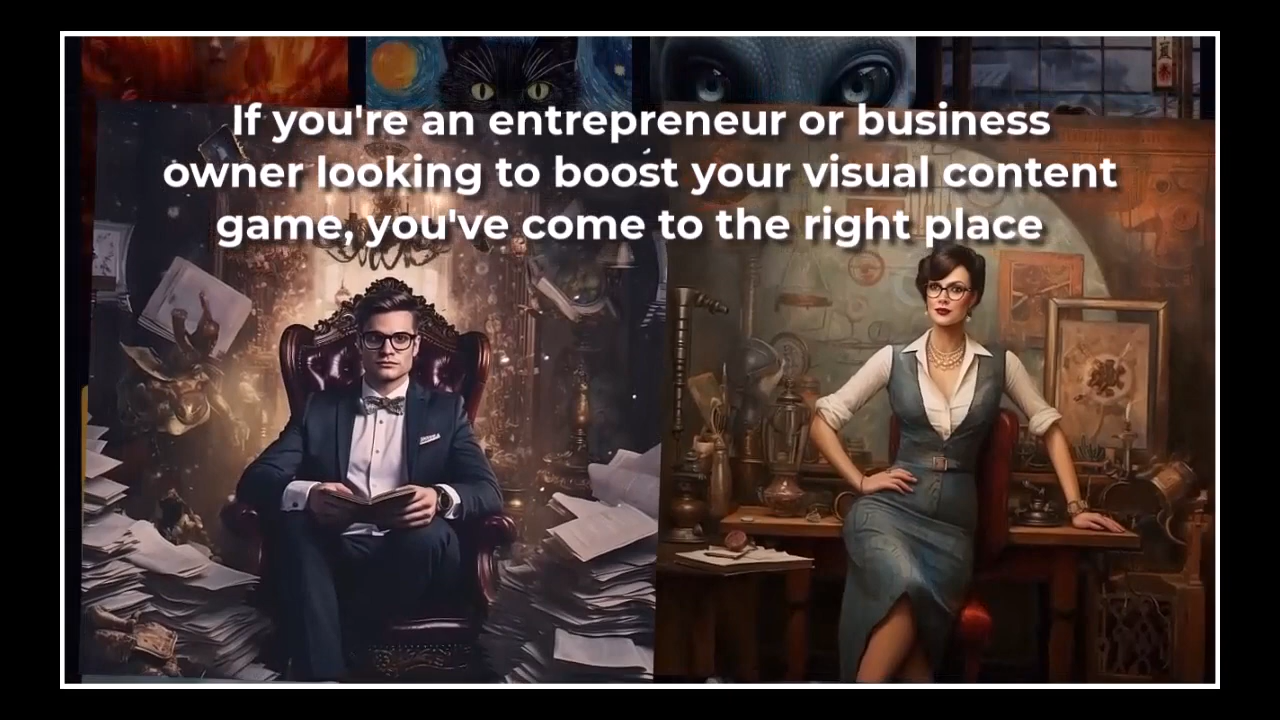 If you're an entrepreneur or business
owner looking to boost your visual content
game, you've come to the right place